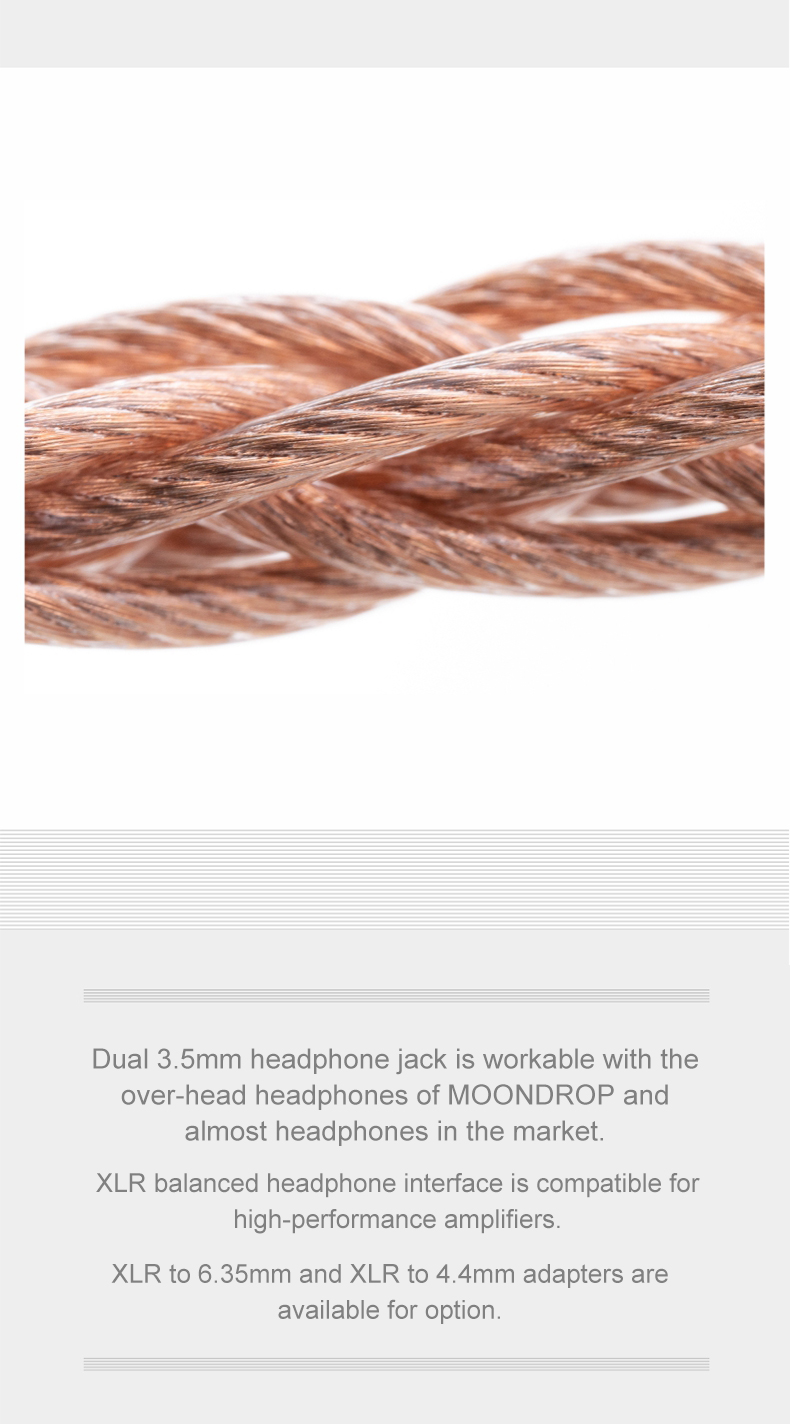 Dual 3.5mm headphone jack is workable with the
over-head headphones of MOONDROP and
almost headphones in the market.
XLR balanced headphone interface is compatible for
high-performance amplifiers.
XLR to 6.35mm and XLR to 4.4mm adapters are
available for option.